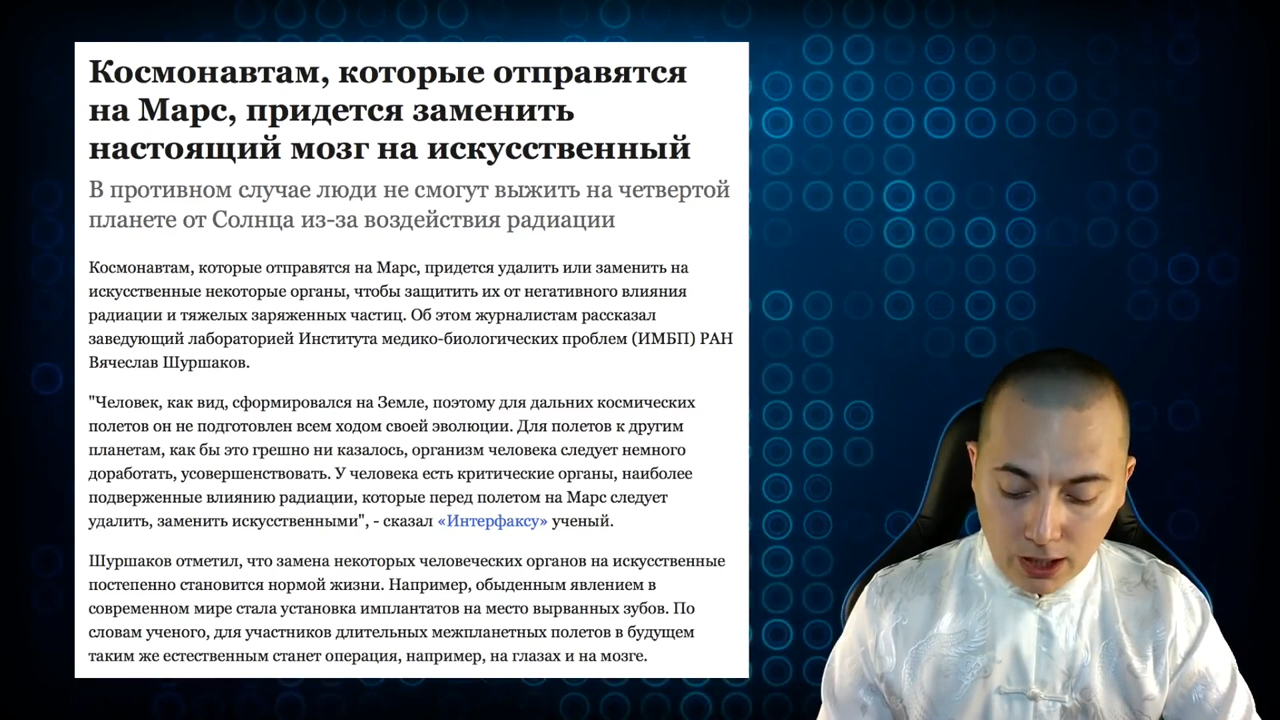 Космонавтам, которые отправятся
на Марс, придется заменить
настоящий мозг на искусственный
В противном случае люди не смогут выжить на четвертой
планете от Солнца из-за воздействия радиации
Космонавтам, которые отправятся на Марс, придется удалить или заменить на
искусственные некоторые органы, чтобы защитить их от негативного влияния
радиации и тяжелых заряженных частиц. Об этом журналистам рассказал
заведующий лабораторией Института медико-биологических проблем (ИМБП) РАН
Вячеслав Шуршаков.
"Человек, как вид, сформировался на Земле, поэтому для дальних космических
полетов он не подготовлен всем ходом своей эволюции. Для полетов к другим
планетам, как бы это грешно ни казалось, организм человека следует немного
доработать, усовершенствовать. У человека есть критические органы, наиболее
подверженные влиянию радиации, которые перед полетом на Марс следует
удалить, заменить искусственными", - сказал «Интерфаксу» ученый.
Шуршаков отметил, что замена некоторых человеческих органов на искусственные
постепенно становится нормой жизни. Например, обыденным явлением в
современном мире стала установка имплантатов на место вырванных зубов. По
словам ученого, для участников длительных межпланетных полетов в будущем
таким же естественным станет операция, например, на глазах и на мозге.